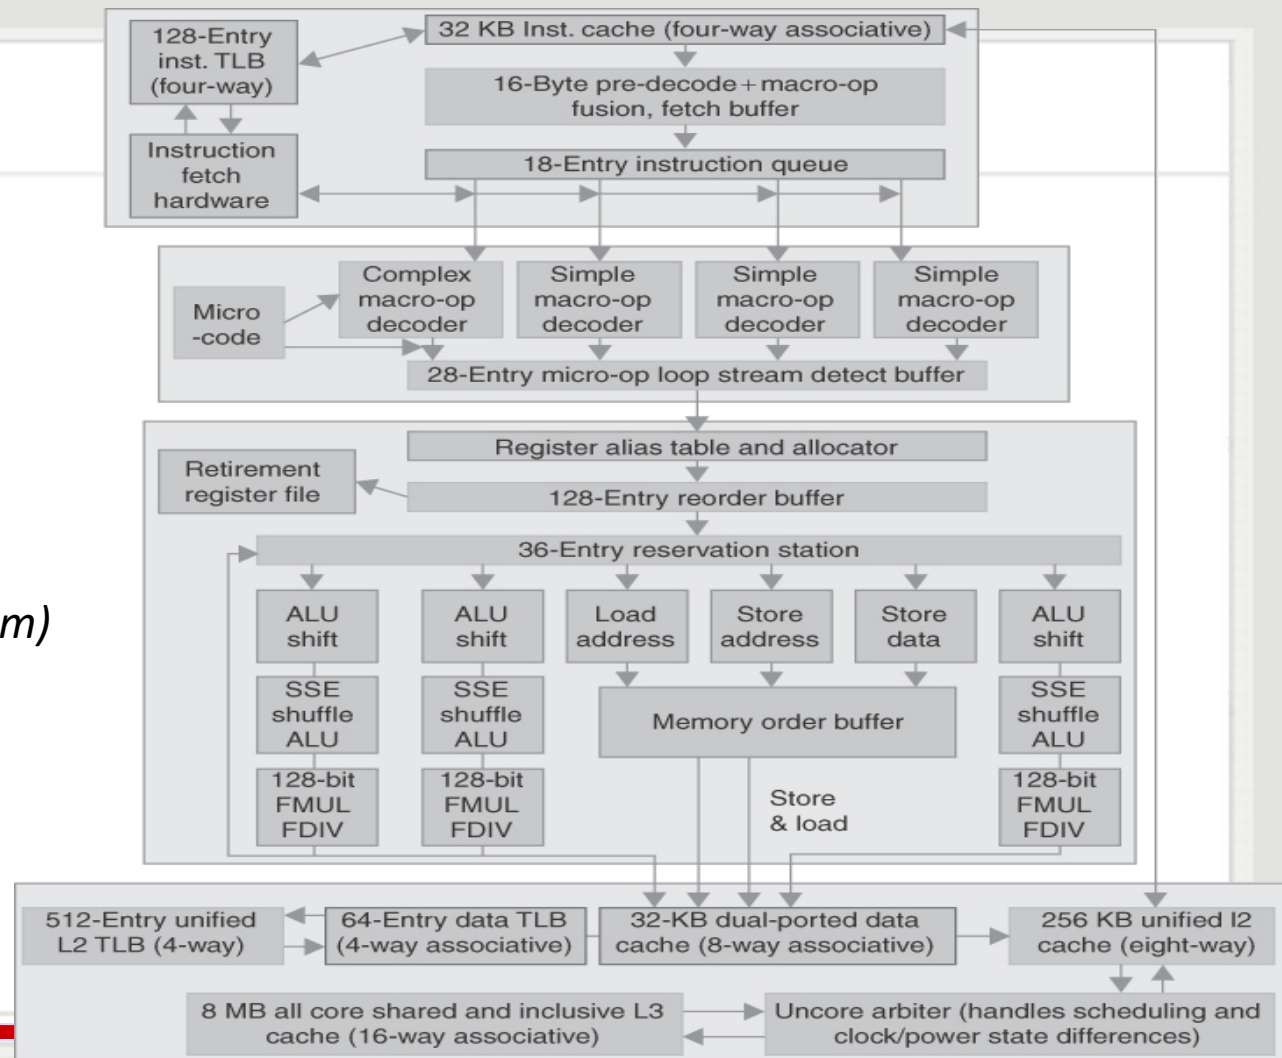 128-Entry
inst. TLB
(four-way)
32 KB Inst. cache (four-way associative)
16-Byte pre-decode+macro-op
fusion, fetch buffer
Instruction
fetch
hardware
18-Entry instruction queue
Micro
-code
Complex
macro-op
decoder
Simple
macro-op
decoder
Simple
macro-op
decoder
Simple
macro-op
decoder
28-Entry micro-op loop stream detect buffer
Register alias table and allocator
Retirement
register file
128-Entry reorder buffer
36-Entry reservation station
m)
ALU
shift
ALU
shift
Load
address
Store
address
Store
data
ALU
shift
SSE
shuffle
ALU
SSE
shuffle
ALU
Memory order buffer
SSE
shuffle
ALU
128-bit
FMUL
FDIV
128-bit
FMUL
FDIV
Store
& load
128-bit
FMUL
FDIV
512-Entry unified
L2 TLB (4-way)
64-Entry data TLB
(4-way associative)
32-KB dual-ported data
cache (8-way associative)
256 KB unified l2
cache (eight-way)
8 MB all core shared and inclusive L3
cache (16-way associative)
Uncore arbiter (handles scheduling and
clock/power state differences)